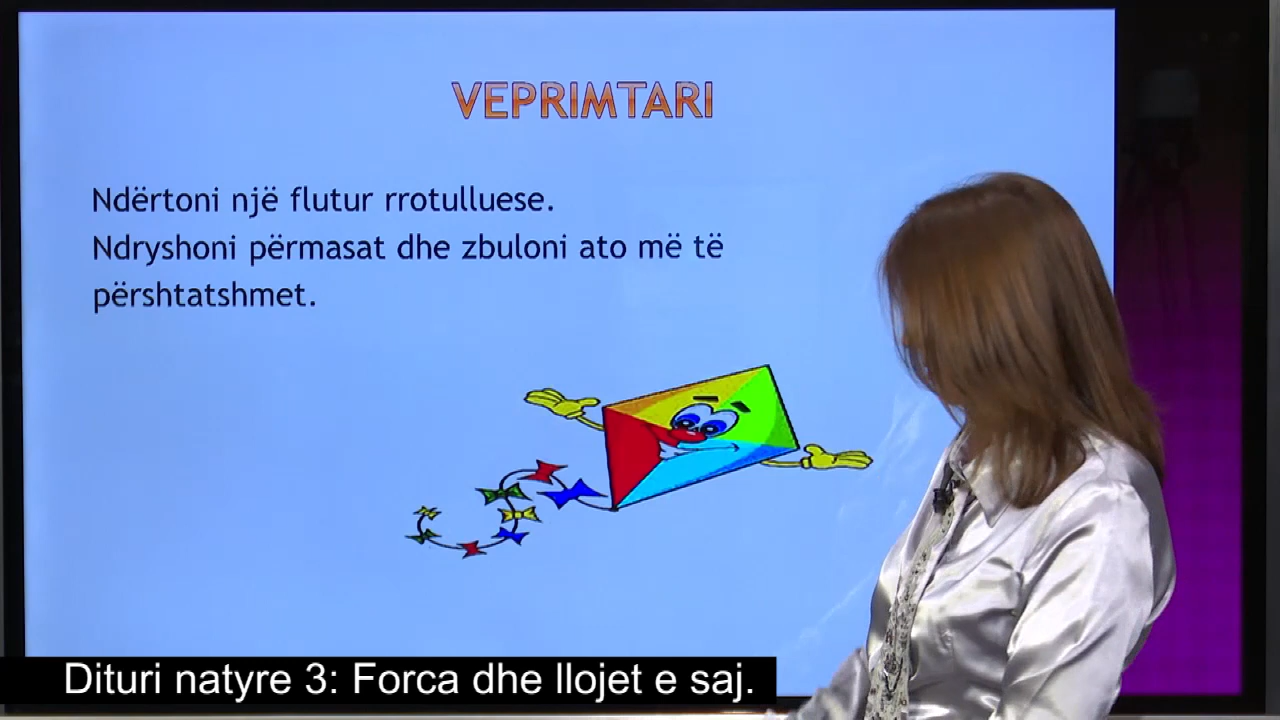 VEPRIMTARI
Ndërtoni një flutur rrotulluese.
Ndryshoni përmasat dhe zbuloni ato më të
përshtatshmet.
Dituri natyre 3: Forca dhe llojet e saj.